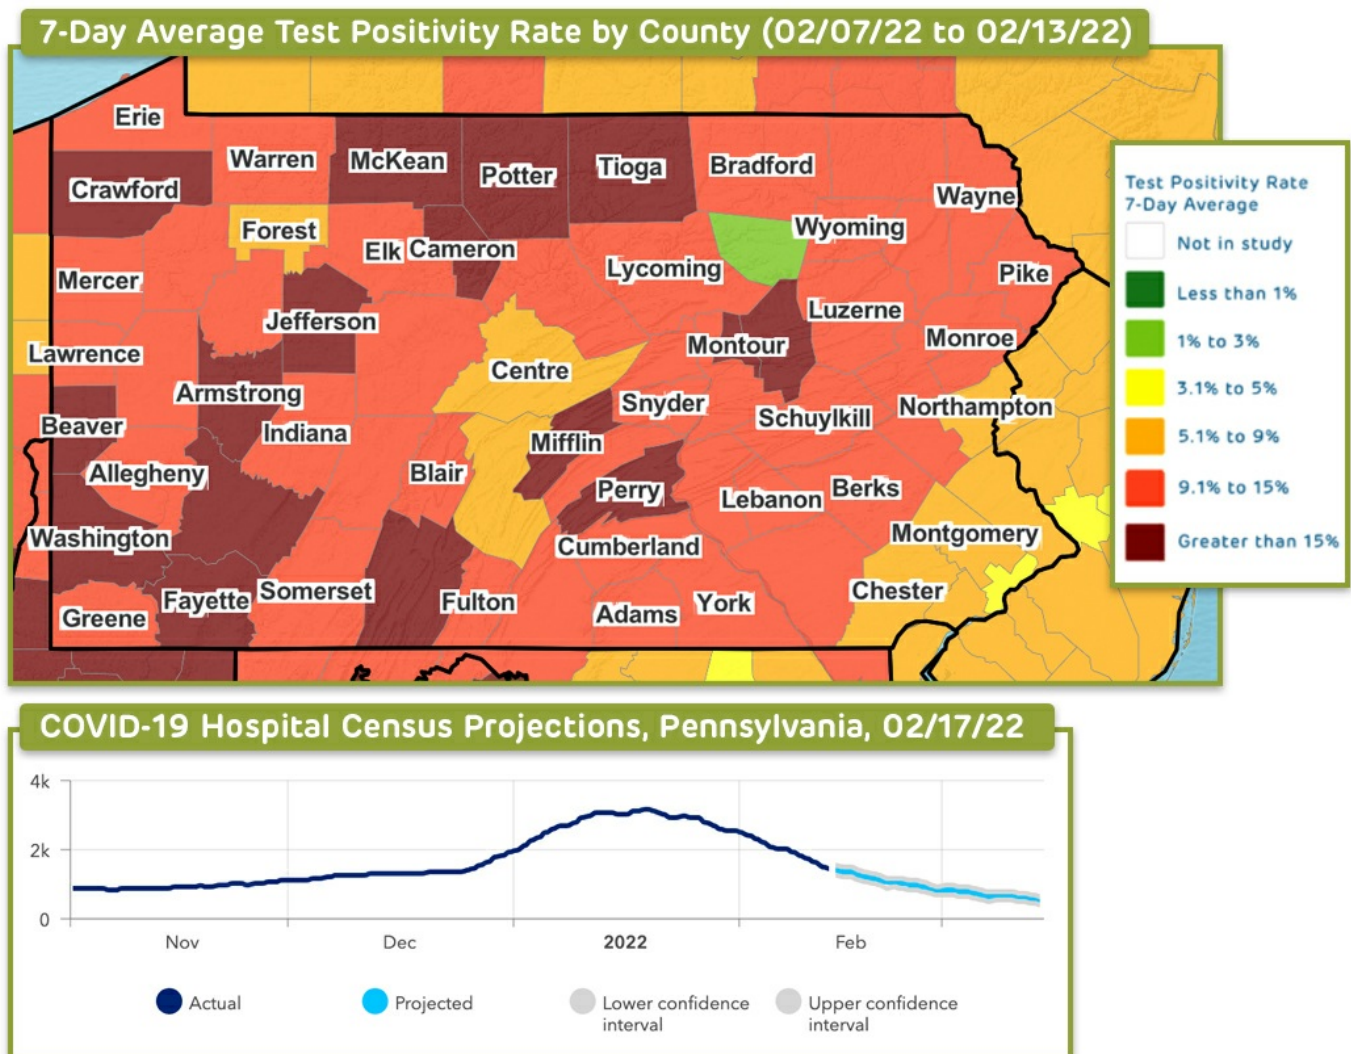 7-Day Average Test Positivity Rate by County (02/07/22 to 02/13/22)
Erie
Warren
McKean
Potter
Tioga
Bradford
Crawford
Wayne
Forest
Elk
Cameron
Wyoming
Lycoming
Mercer
Pike
Jefferson
Luzerne
Lawrence
Montour
Monroe
Centre
Armstrong
Snyder
Northampton
Beaver
Indiana
Mifflin
Schuylkill
Allegheny
Blair
Perry
Lebanon
Berks
Washington
Cumberland
Montgomery
Greene
Fayette
Somerset
Fulton
Adams
York
Chester
Test Positivity Rate
7-Day Average
Not in study
Less than 1%
1% to 3%
3.1% to 5%
5.1% to 9%
9.1% to 15%
Greater than 15%
COVID-19 Hospital Census Projections, Pennsylvania, 02/17/22
4k
2k
0
Nov
Dec
2022
Feb
Actual
Projected
Lower confidence
interval
Upper confidence
interval